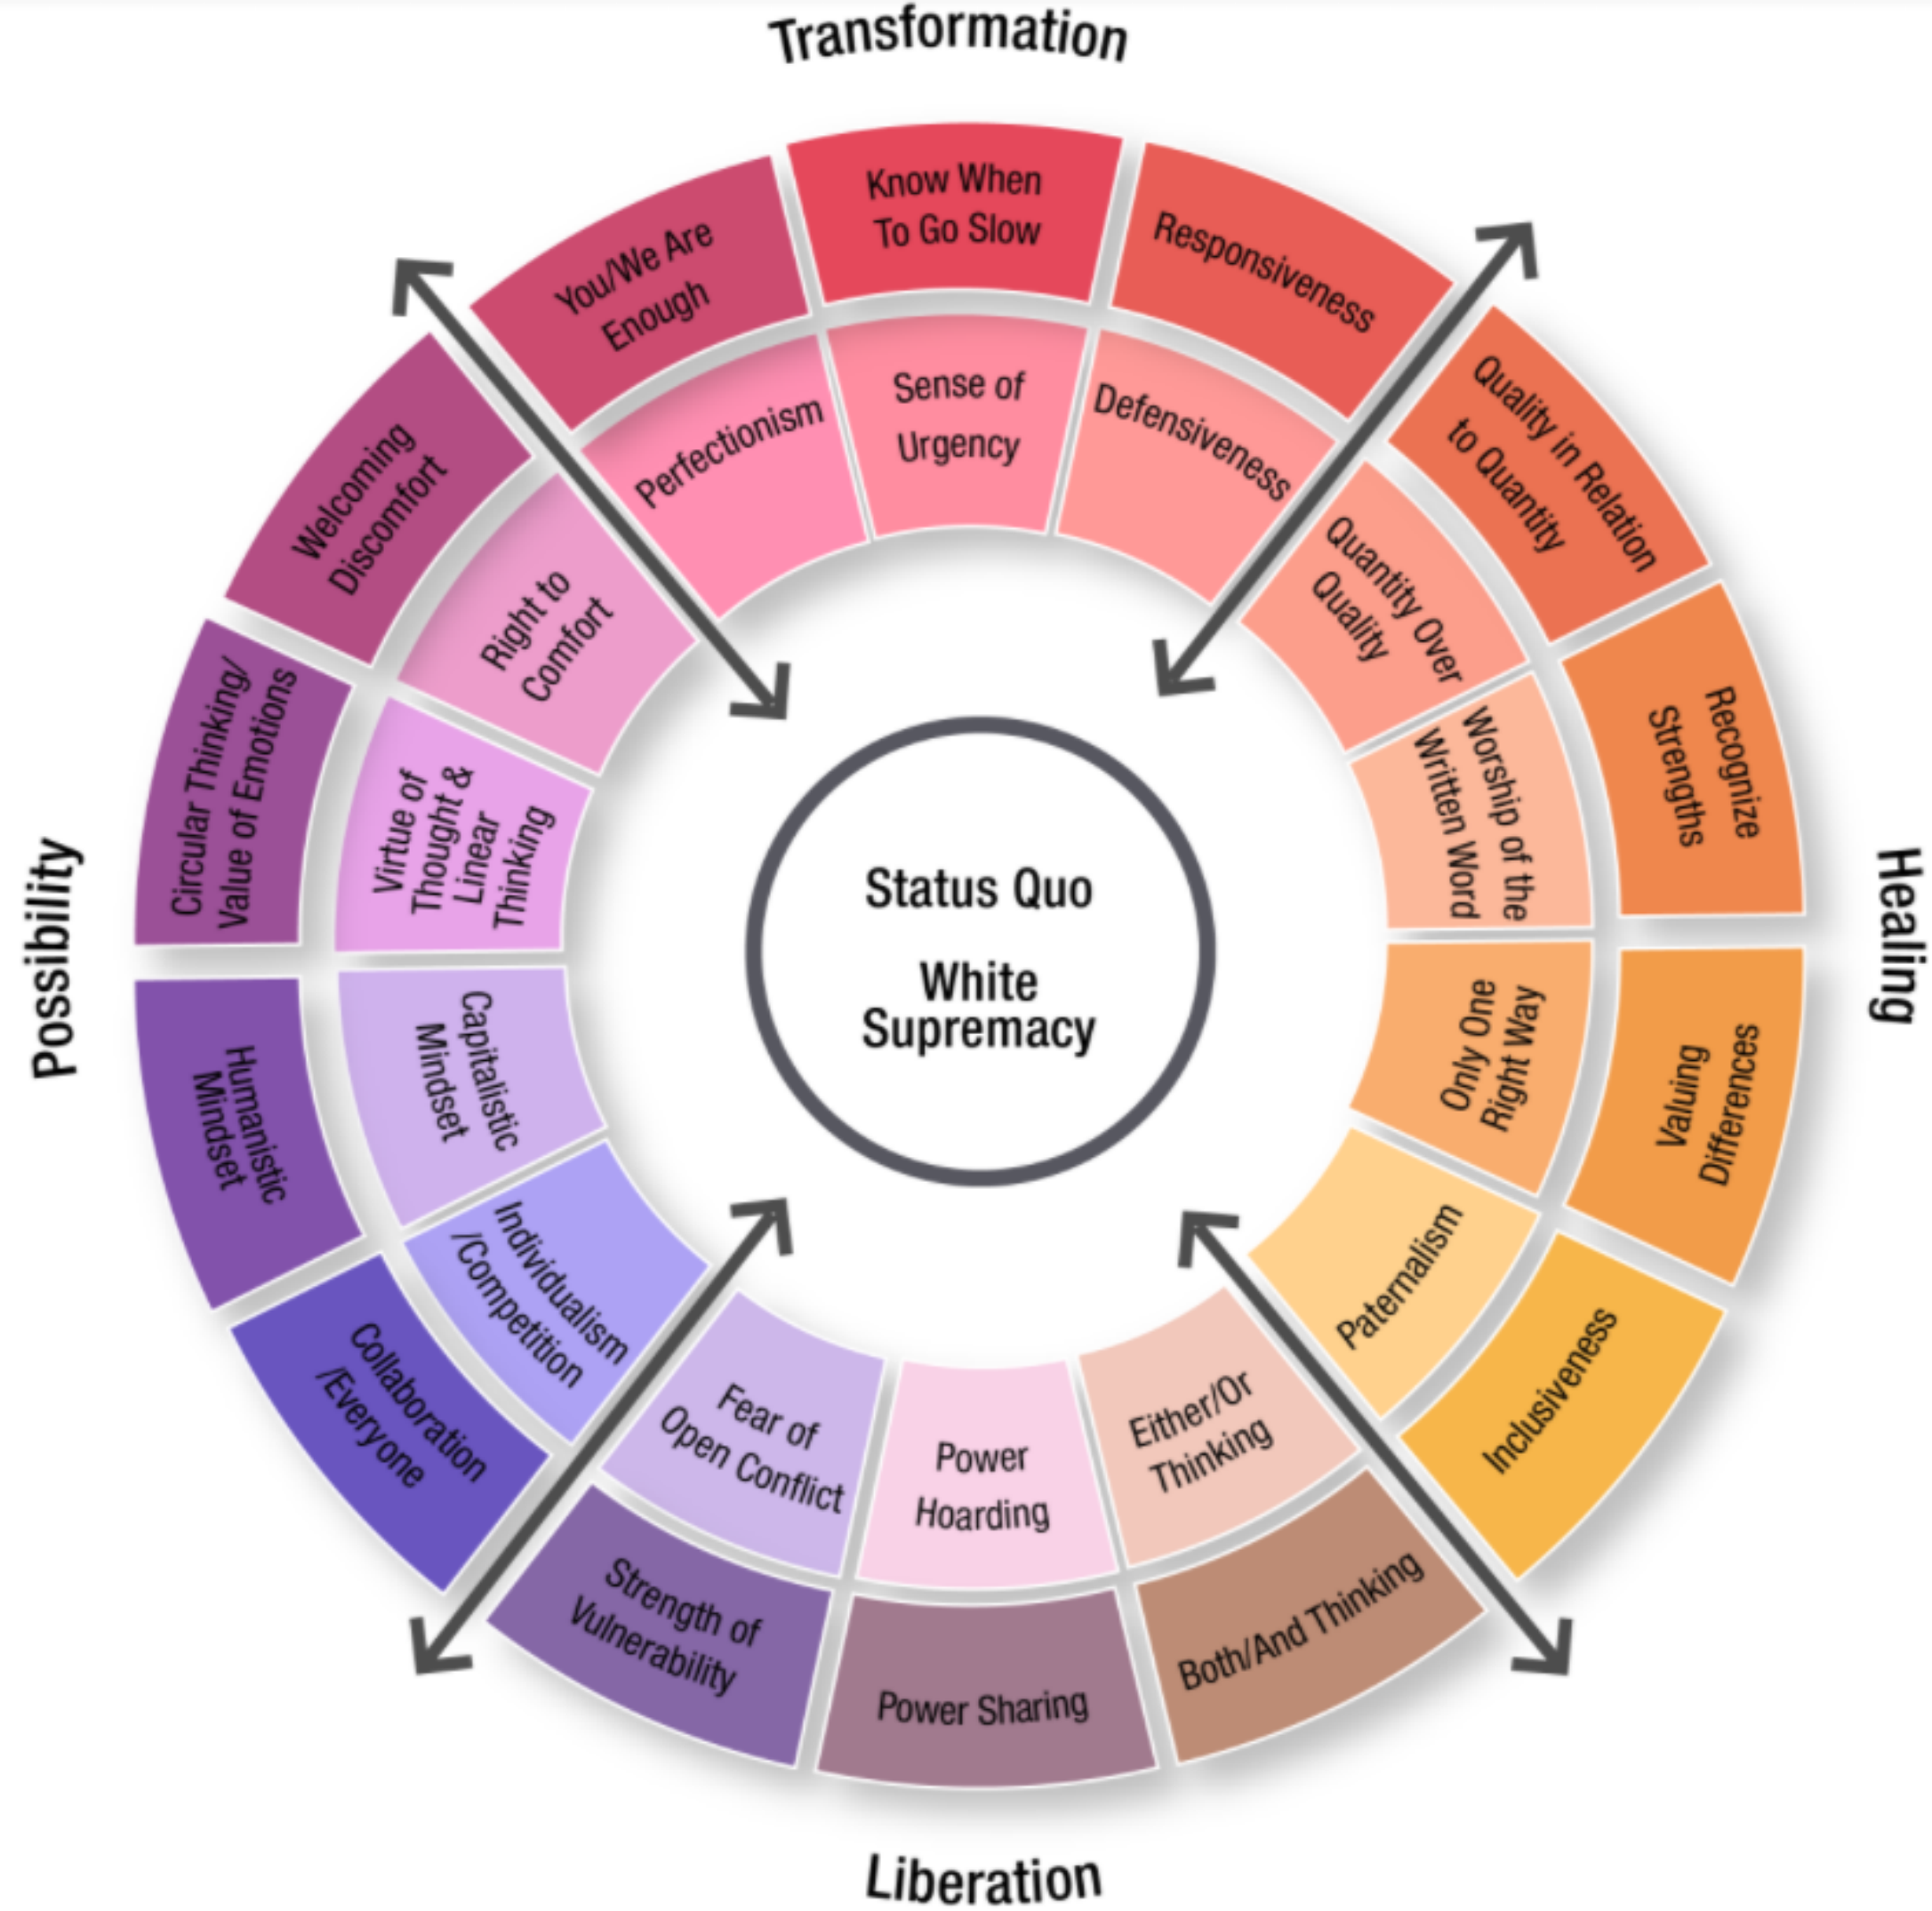 Transformation
Know When
To Go Slow
Responsiveness
Quality in Relation
to Quantity
Recognize
Strengths
Valuing
Differences
Inclusiveness
Both/And Thinking
Power Sharing
Strength of
Vulnerability
Collaboration
/Everyone
Humanistic
Mindset
Circular Thinking/
Value of Emotions
Welcoming
Discomfort
You/We Are
Enough
Sense of
Urgency
Defensiveness
Quantity Over
Quality
Worship of the
Written Word
Only One
Right Way
Paternalism
Either/Or
Thinking
Power
Hoarding
Fear of
Open Conflict
Individualism
/Competition
Capitalistic
Mindset
Virtue of
Thought &
Linear
Thinking
Right to
Comfort
Perfectionism
Status Quo
White
Supremacy
Healing
Liberation
Possibility